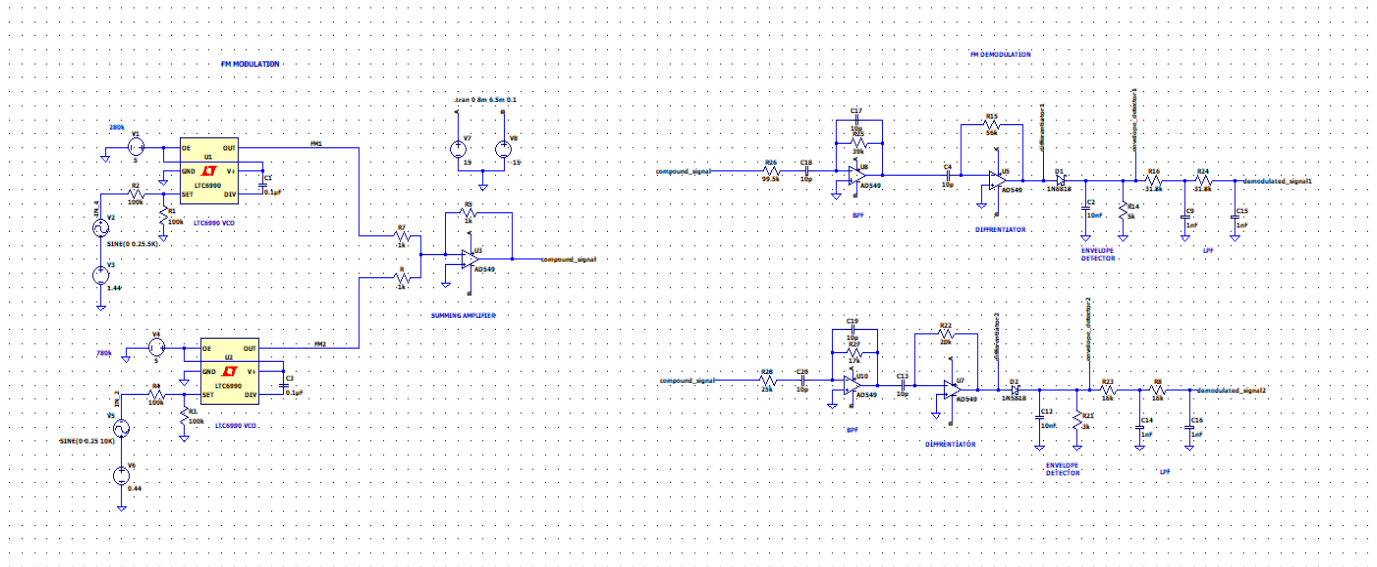 FM MODULATION
FM DEMODULATION
.tran 0 8m 6.5m 0.1
280k
V1
5
OE
OUT
U1
GND
V+
LTC6990
SET
DIV
FM1
C1
0.1µF
R2
100k
R1
100k
LTC6990 VCO
IN_1
V2
SINE(0 0.25 5K)
V3
1.44
V7
15
V8
-15
R5
1k
R7
1k
R
1k
U3
AD549
compound_signal
SUMMING AMPLIFIER
780k
V4
5
OE
OUT
U2
GND
V+
LTC6990
SET
DIV
FM2
C3
0.1µF
R4
100k
R3
100k
LTC6990 VCO
IN_2
V5
SINE(0 0.25 10K)
V6
0.44
compound_signal
R26
99.5k
C18
10p
C17
10p
R25
39k
U8
AD549
BPF
C4
10p
R15
56k
U5
AD549
DIFFRENTIATOR
differentiator1
D1
1N5818
C2
10nF
R14
5k
envelope_detector1
ENVELOPE
DETECTOR
R16
31.8k
R24
31.8k
C9
1nF
C15
1nF
LPF
demodulated_signal1
compound_signal
R28
25k
C20
10p
C19
10p
R27
17k
U10
AD549
BPF
C13
10p
R22
20k
U7
AD549
DIFFRENTIATOR
differentiator2
D2
1N5818
C12
10nF
R21
3k
envelope_detector2
ENVELOPE
DETECTOR
R23
16k
R8
16k
C14
1nF
C16
1nF
LPF
demodulated_signal2